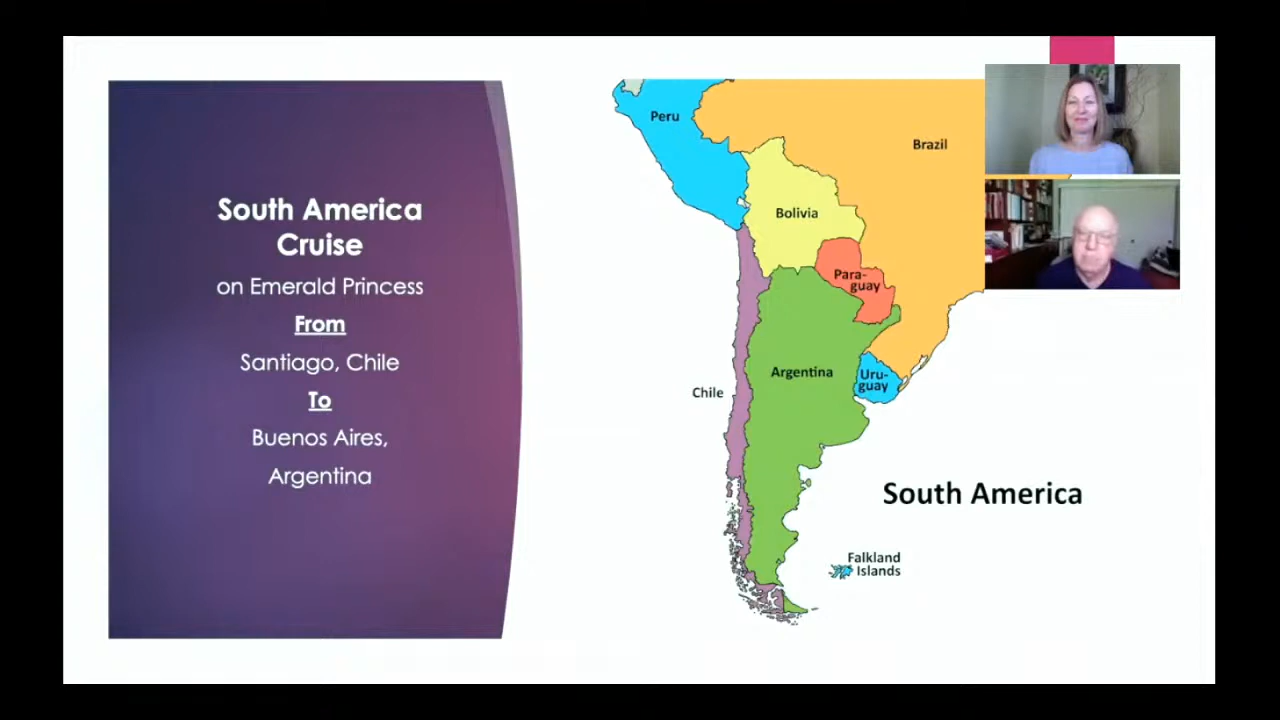 South America
Cruise
on Emerald Princess
From
Santiago, Chile
To
Buenos Aires,
Argentina
Peru
Brazil
Bolivia
Para-
guay
Argentina
Uru-
guay
Chile
South America
Falkland
Islands